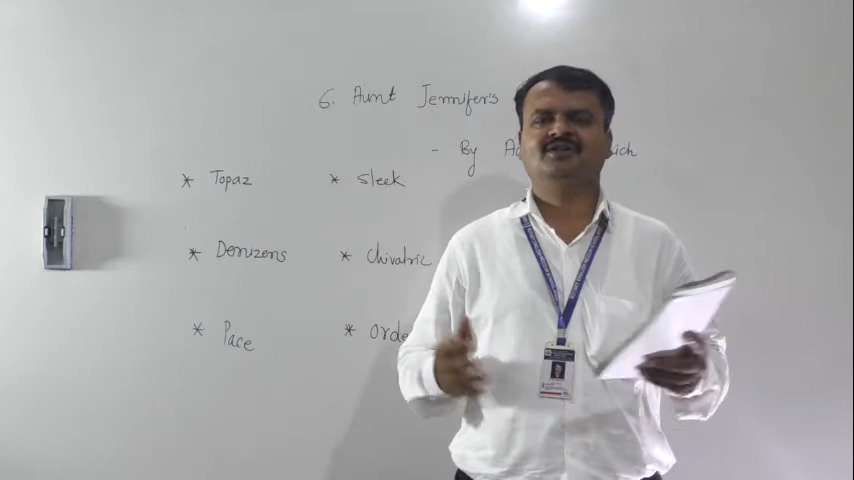 6. Aunt Jennifer's
- By
* Topaz * Sleek
* Denizens * Chivalric
* Pace *